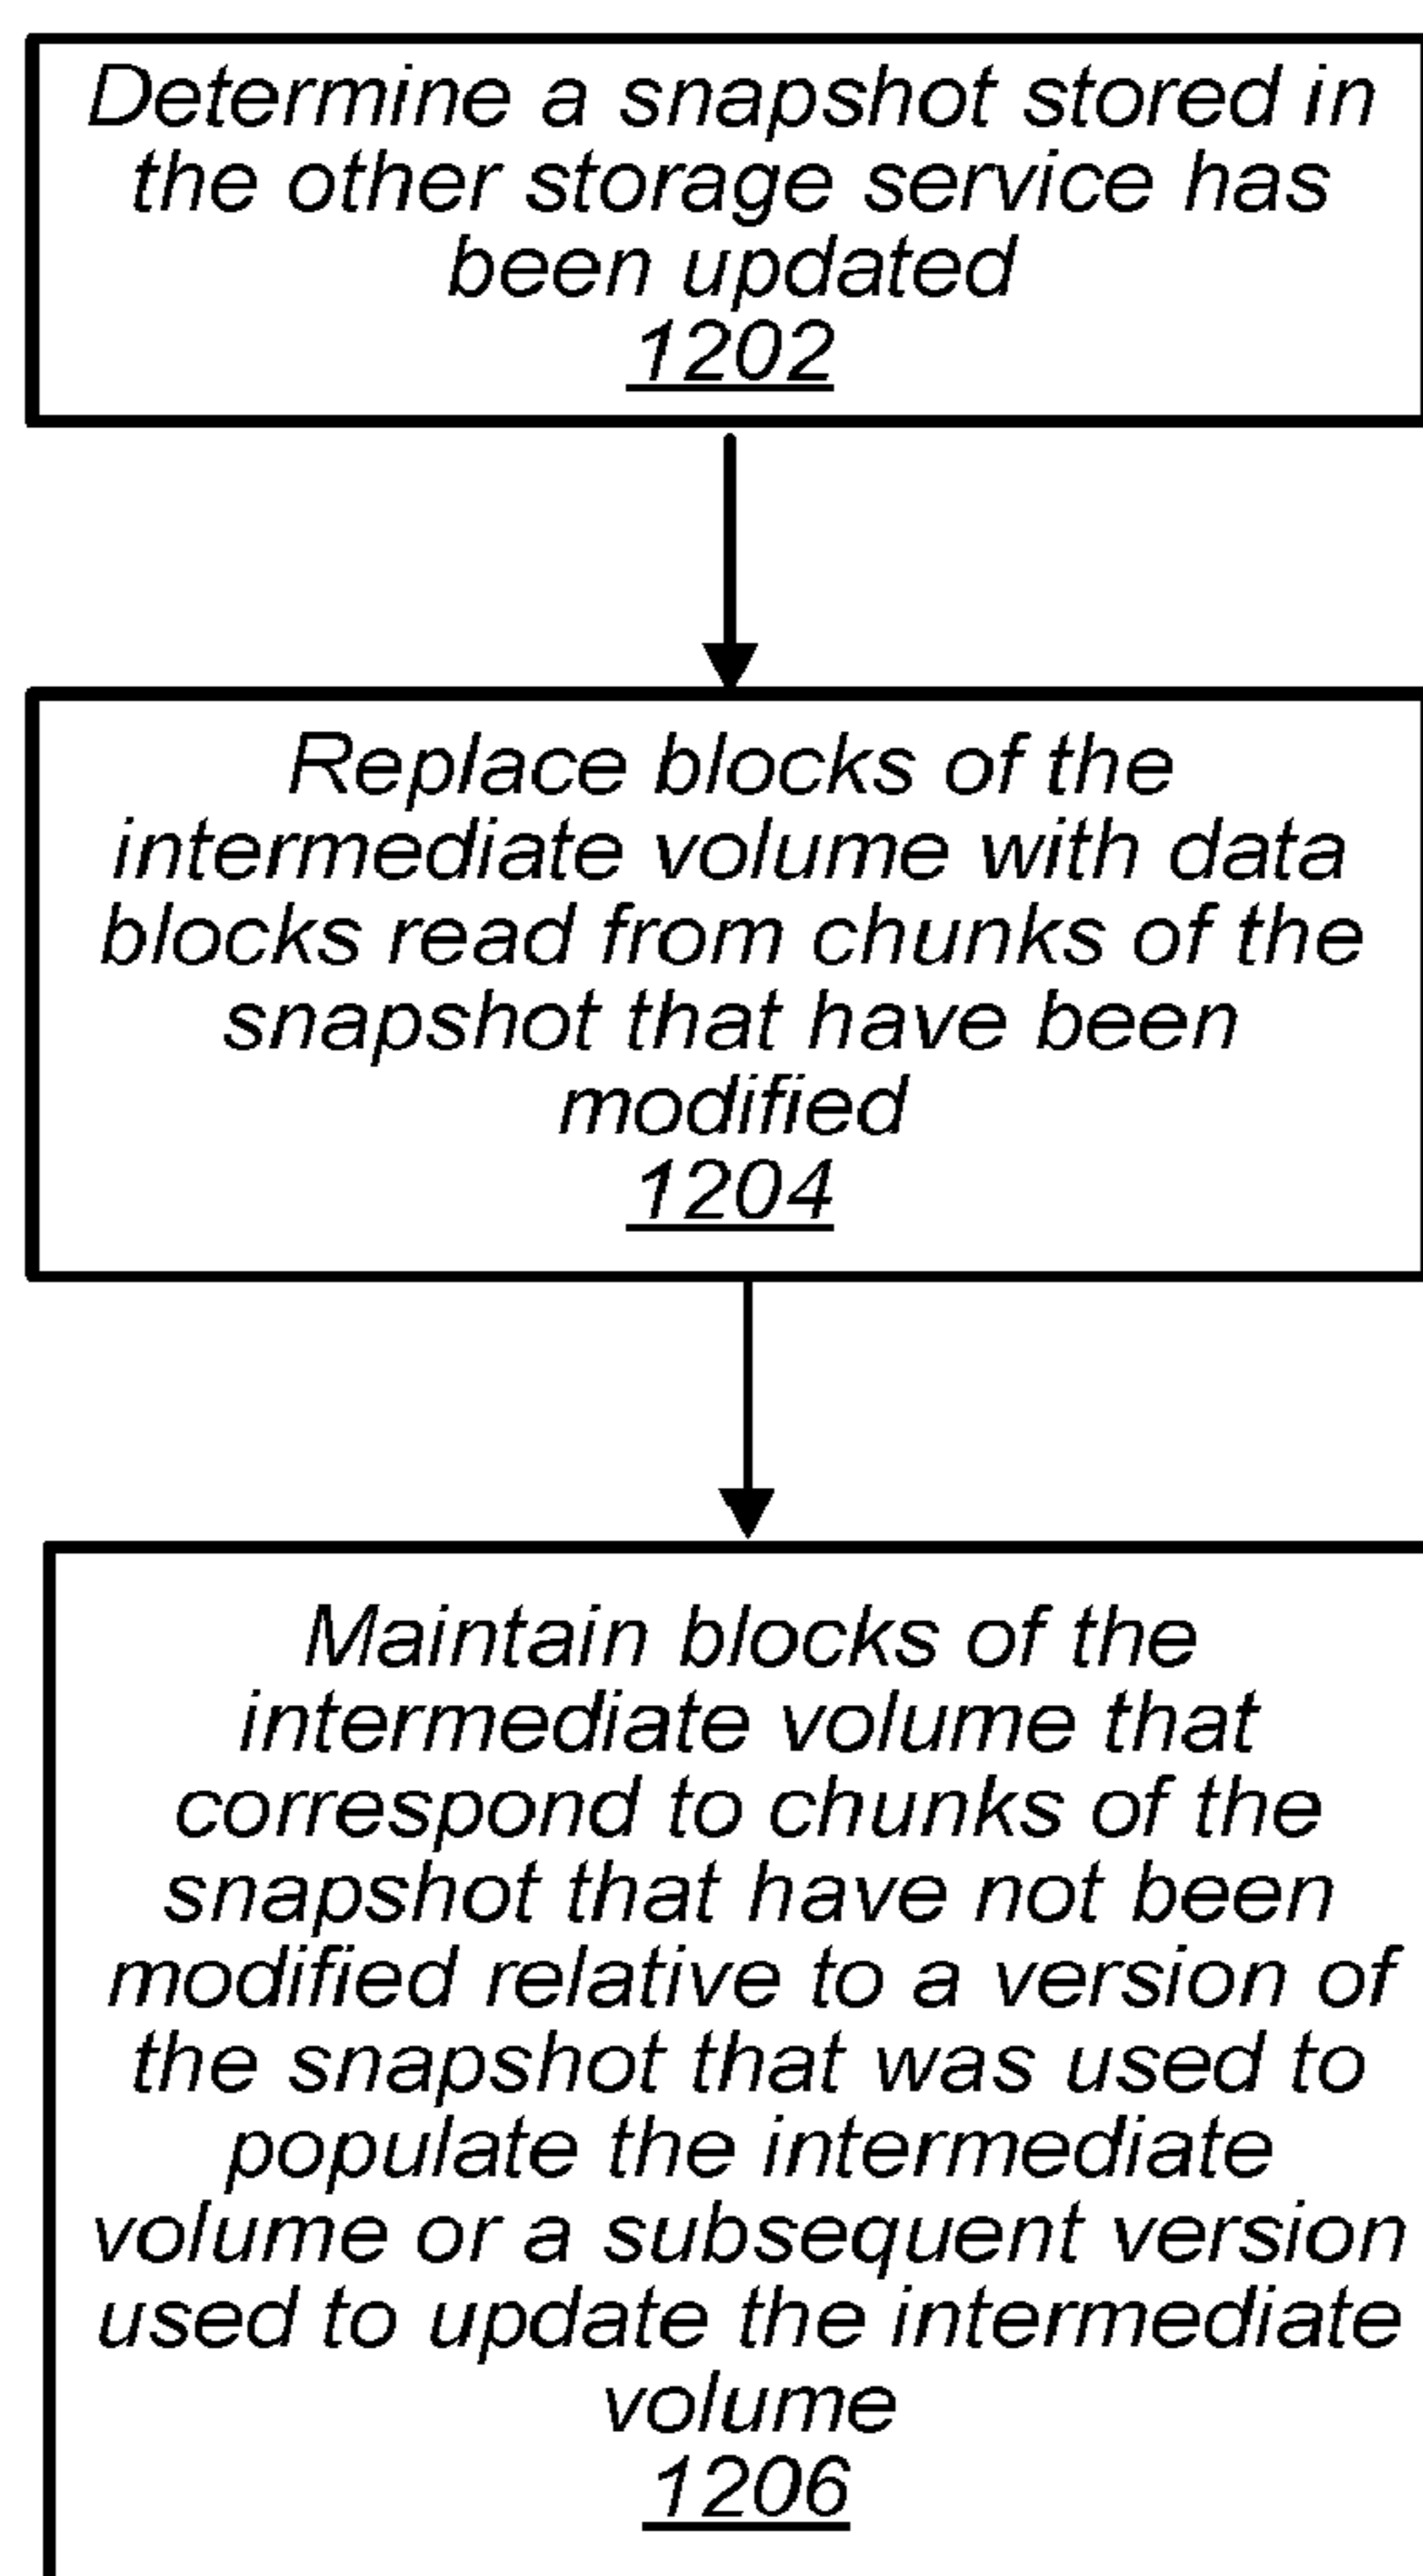 Determine a snapshot stored in
the other storage service has
been updated
1202
Replace blocks of the
intermediate volume with data
blocks read from chunks of the
snapshot that have been
modified
1204
Maintain blocks of the
intermediate volume that
correspond to chunks of the
snapshot that have not been
modified relative to a version of
the snapshot that was used to
populate the intermediate
volume or a subsequent version
used to update the intermediate
volume
1206